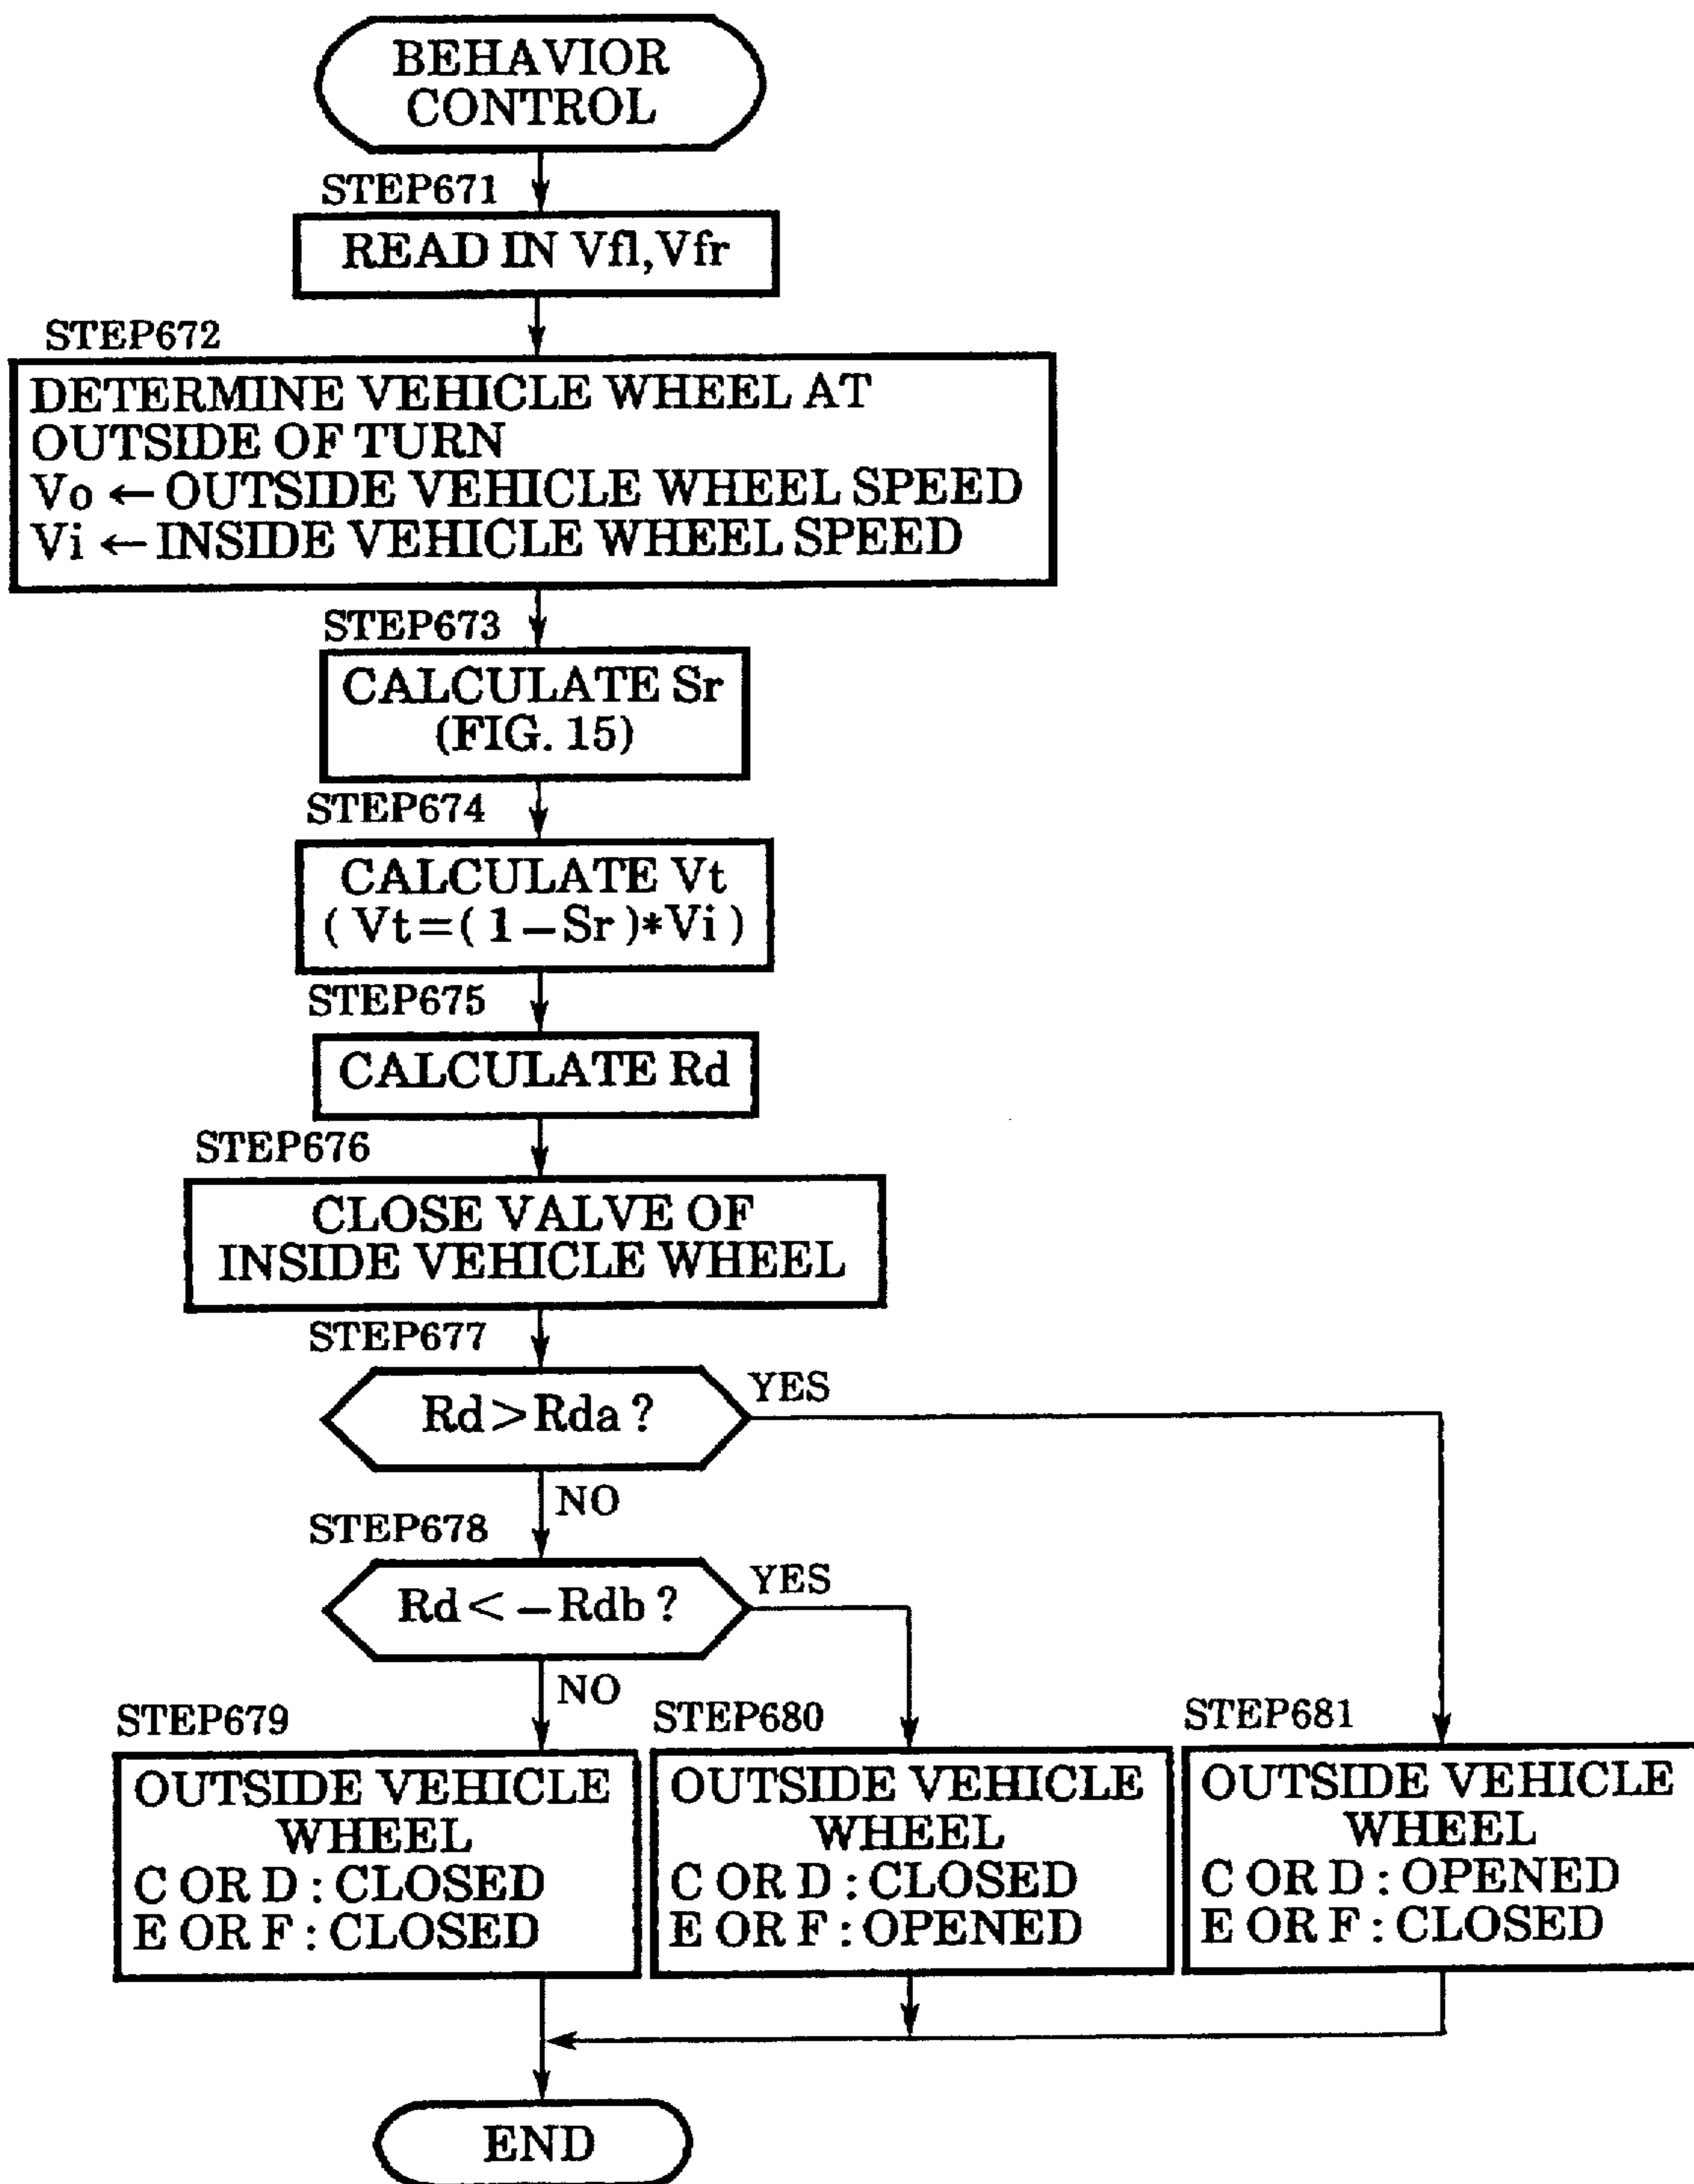 BEHAVIOR
CONTROL
STEP671
READ IN Vfl,Vfr
STEP672
DETERMINE VEHICLE WHEEL AT
OUTSIDE OF TURN
Vo ← OUTSIDE VEHICLE WHEEL SPEED
Vi ← INSIDE VEHICLE WHEEL SPEED
STEP673
CALCULATE Sr
(FIG. 15)
STEP674
CALCULATE Vt
( Vt=( 1−Sr )*Vi )
STEP675
CALCULATE Rd
STEP676
CLOSE VALVE OF
INSIDE VEHICLE WHEEL
STEP677
Rd>Rda ?
YES
NO
STEP678
Rd<−Rdb ?
YES
NO
STEP679
OUTSIDE VEHICLE
WHEEL
C OR D : CLOSED
E OR F : CLOSED
STEP680
OUTSIDE VEHICLE
WHEEL
C OR D : CLOSED
E OR F : OPENED
STEP681
OUTSIDE VEHICLE
WHEEL
C OR D : OPENED
E OR F : CLOSED
END